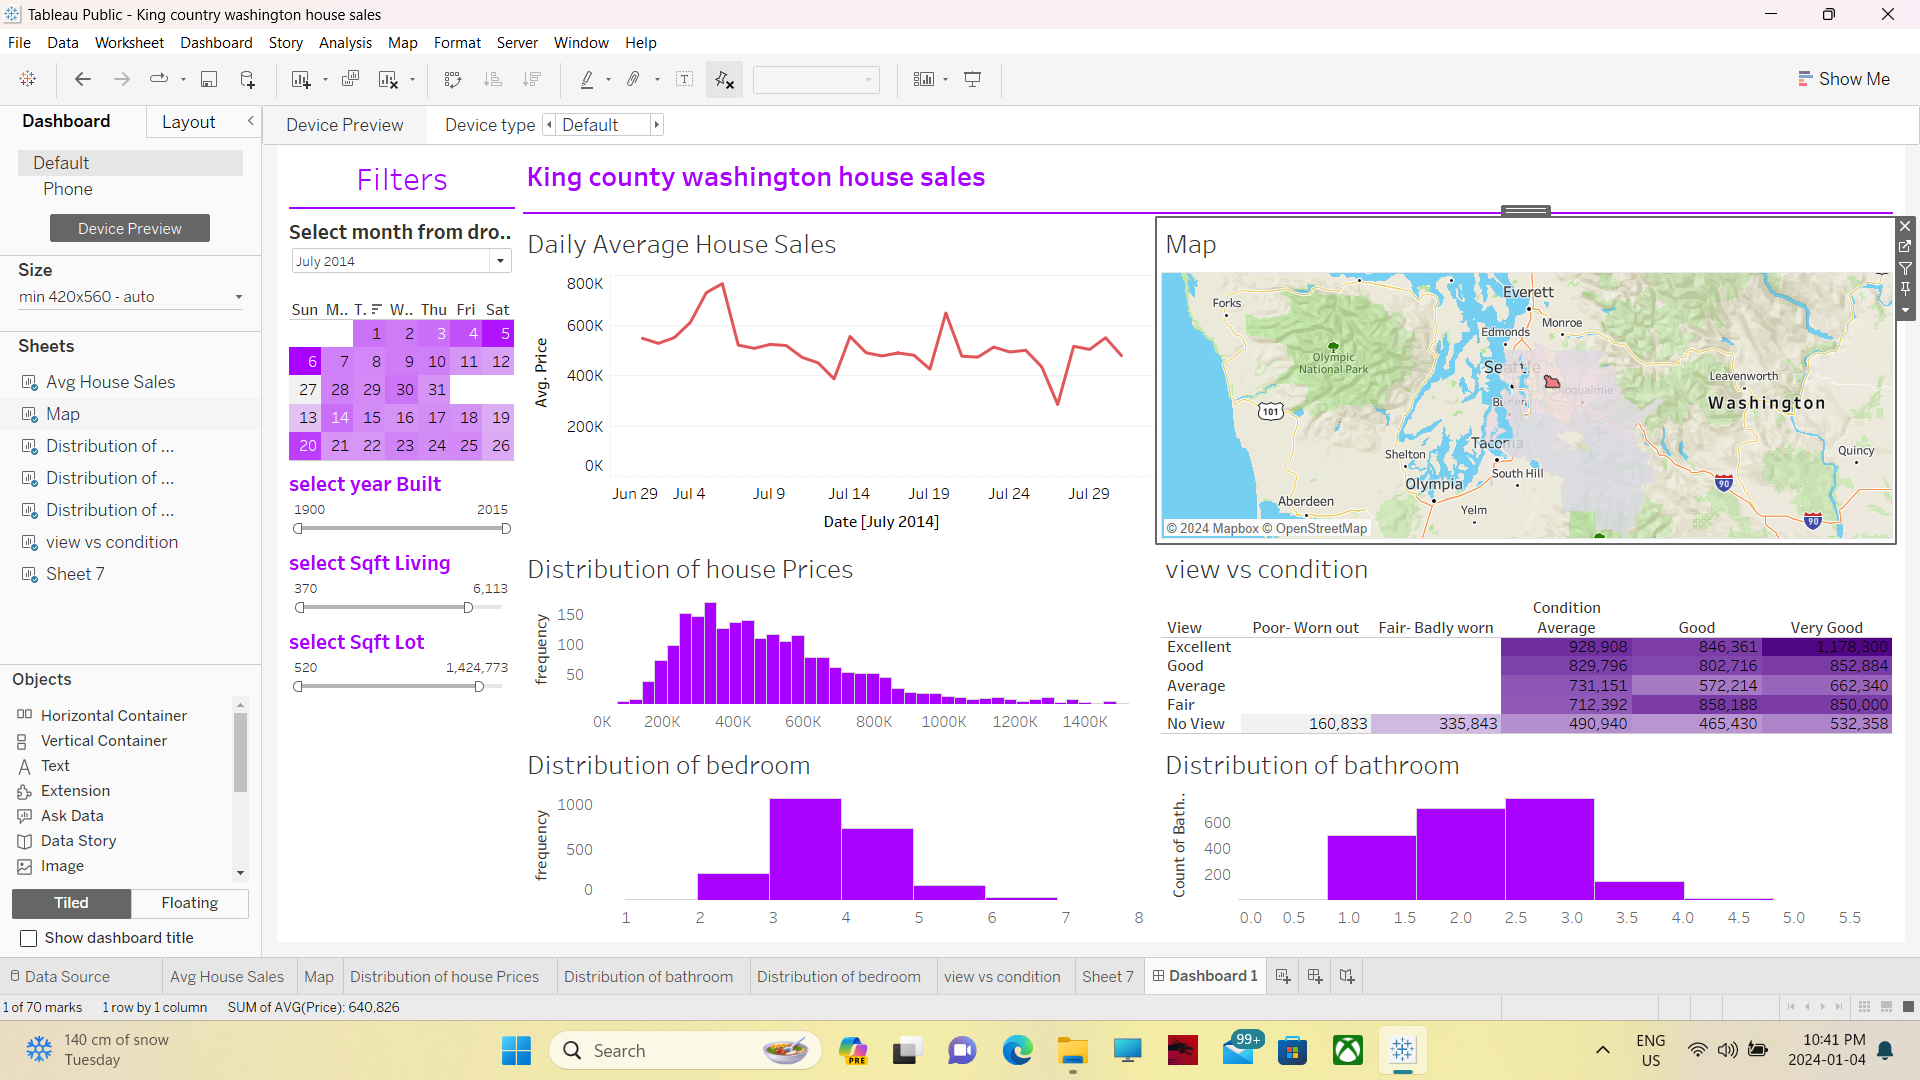 Tableau Public - King country washington house sales
File Data Worksheet Dashboard Story Analysis Map Format Server Window Help
Show Me
Dashboard Layout
Device Preview Device type Default
Default
Phone
Device Preview
Size
min 420x560 - auto
Sheets
Avg House Sales
Map
Distribution of ...
Distribution of ...
Distribution of ...
view vs condition
Sheet 7
Objects
Horizontal Container
Vertical Container
Text
Extension
Ask Data
Data Story
Image
Tiled Floating
Show dashboard title
Filters
King county washington house sales
Select month from dro..
July 2014
Sun M.. T. W.. Thu Fri Sat
1 2 3 4 5
6 7 8 9 10 11 12
27 28 29 30 31
13 14 15 16 17 18 19
20 21 22 23 24 25 26
select year Built
1900 2015
select Sqft Living
370 6,113
select Sqft Lot
520 1,424,773
Daily Average House Sales
Avg. Price
800K
600K
400K
200K
0K
Jun 29 Jul 4 Jul 9 Jul 14 Jul 19 Jul 24 Jul 29
Date [July 2014]
Map
Forks
Everett
Edmonds
Monroe
Olympic
National Park
Seattle
Leavenworth
101
Washington
Tacoma
Shelton
South Hill
Quincy
Olympia
90
Aberdeen
Yelm
90
© 2024 Mapbox © OpenStreetMap
Distribution of house Prices
frequency
150
100
50
0K 200K 400K 600K 800K 1000K 1200K 1400K
view vs condition
Condition
View Poor- Worn out Fair- Badly worn Average Good Very Good
Excellent 928,908 846,361 1,178,300
Good 829,796 802,716 852,884
Average 731,151 572,214 662,340
Fair 712,392 858,188 850,000
No View 160,833 335,843 490,940 465,430 532,358
Distribution of bedroom
frequency
1000
500
0
1 2 3 4 5 6 7 8
Distribution of bathroom
Count of Bath..
600
400
200
0.0 0.5 1.0 1.5 2.0 2.5 3.0 3.5 4.0 4.5 5.0 5.5
Data Source Avg House Sales Map Distribution of house Prices Distribution of bathroom Distribution of bedroom view vs condition Sheet 7 Dashboard 1
1 of 70 marks 1 row by 1 column SUM of AVG(Price): 640,826
140 cm of snow
Tuesday
Search
PRE
99+
ENG
US
10:41 PM
2024-01-04